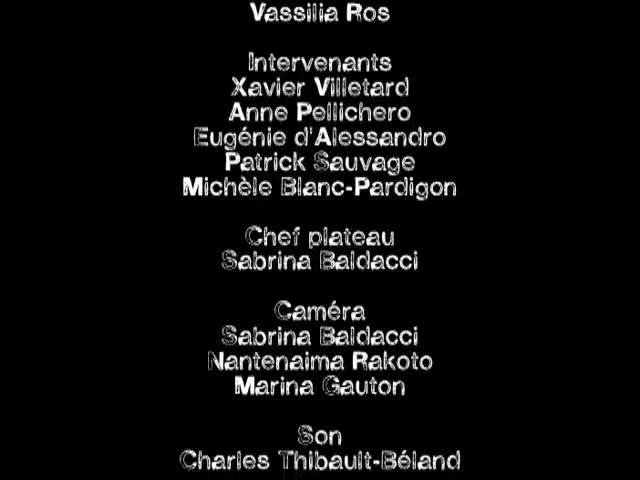 Vassilia Ros
Intervenants
Xavier Villetard
Anne Pellichero
Eugénie d'Alessandro
Patrick Sauvage
Michèle Blanc-Pardigon
Chef plateau
Sabrina Baldacci
Caméra
Sabrina Baldacci
Nantenaima Rakoto
Marina Gauton
Son
Charles Thibault-Béland